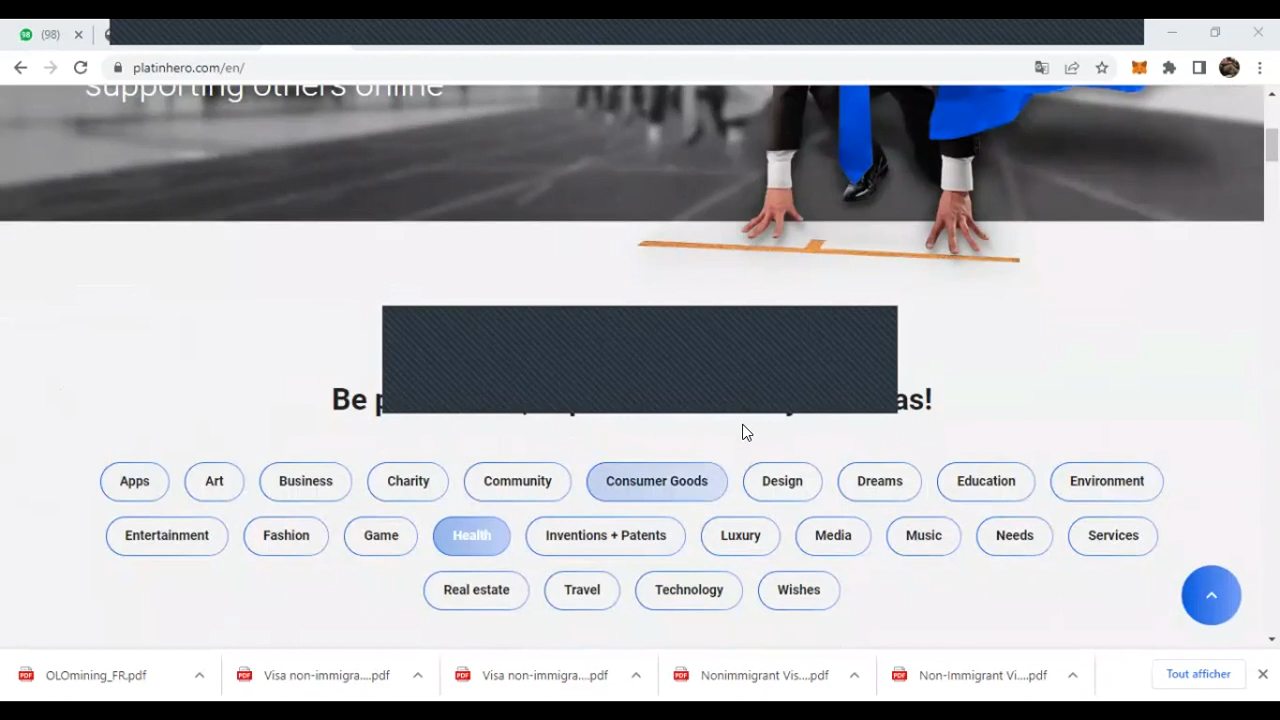 98 (98)
platinhero.com/en/
supporting others online
Be
Apps Art Business Charity Community Consumer Goods Design Dreams Education Environment
Entertainment Fashion Game Health Inventions + Patents Luxury Media Music Needs Services
Real estate Travel Technology Wishes
OLOmining_FR.pdf Visa non-immigra....pdf Visa non-immigra....pdf Nonimmigrant Vis....pdf Non-Immigrant Vi....pdf Tout afficher